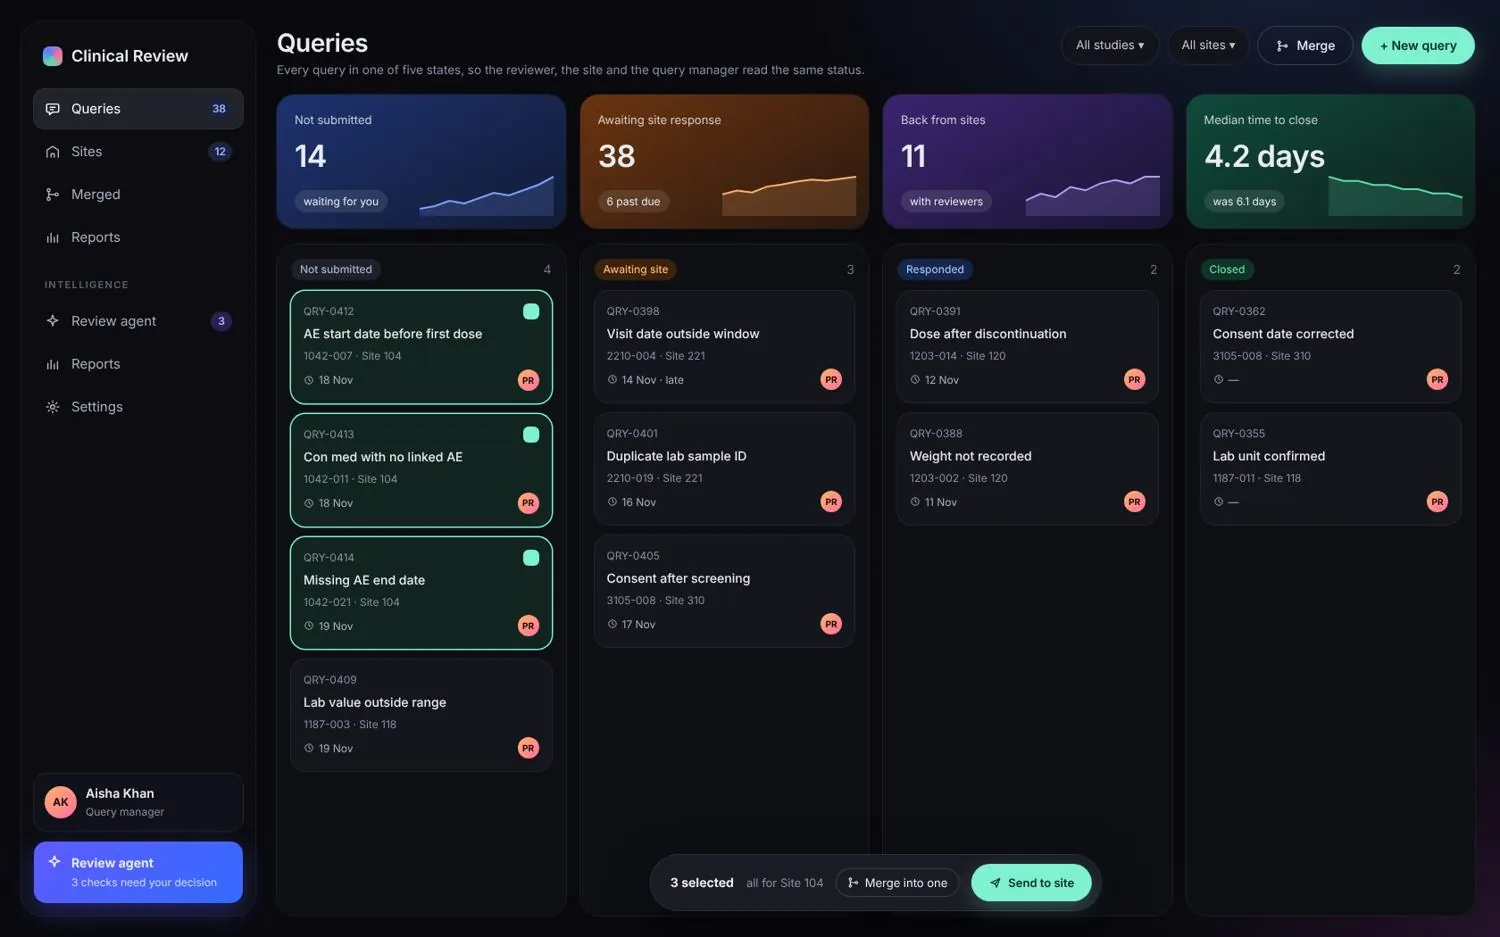 Clinical Review
Queries 38
Sites 12
Merged
Reports
INTELLIGENCE
Review agent 3
Reports
Settings
AK
Aisha Khan
Query manager
Review agent
3 checks need your decision
Queries
Every query in one of five states, so the reviewer, the site and the query manager read the same status.
All studies ▾
All sites ▾
Merge
+ New query
Not submitted
14
waiting for you
Awaiting site response
38
6 past due
Back from sites
11
with reviewers
Median time to close
4.2 days
was 6.1 days
Not submitted 4
QRY-0412
AE start date before first dose
1042-007 · Site 104
18 Nov PR
QRY-0413
Con med with no linked AE
1042-011 · Site 104
18 Nov PR
QRY-0414
Missing AE end date
1042-021 · Site 104
19 Nov PR
QRY-0409
Lab value outside range
1187-003 · Site 118
19 Nov PR
Awaiting site 3
QRY-0398
Visit date outside window
2210-004 · Site 221
14 Nov · late PR
QRY-0401
Duplicate lab sample ID
2210-019 · Site 221
16 Nov PR
QRY-0405
Consent after screening
3105-008 · Site 310
17 Nov PR
Responded 2
QRY-0391
Dose after discontinuation
1203-014 · Site 120
12 Nov PR
QRY-0388
Weight not recorded
1203-002 · Site 120
11 Nov PR
Closed 2
QRY-0362
Consent date corrected
3105-008 · Site 310
— PR
QRY-0355
Lab unit confirmed
1187-011 · Site 118
— PR
3 selected all for Site 104 Merge into one Send to site